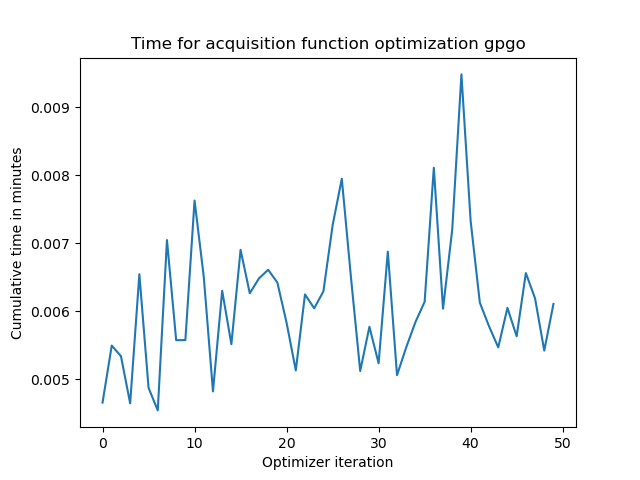 Time for acquisition function optimization gpgo
Cumulative time in minutes
0.009
0.008
0.007
0.006
0.005
0 10 20 30 40 50
Optimizer iteration